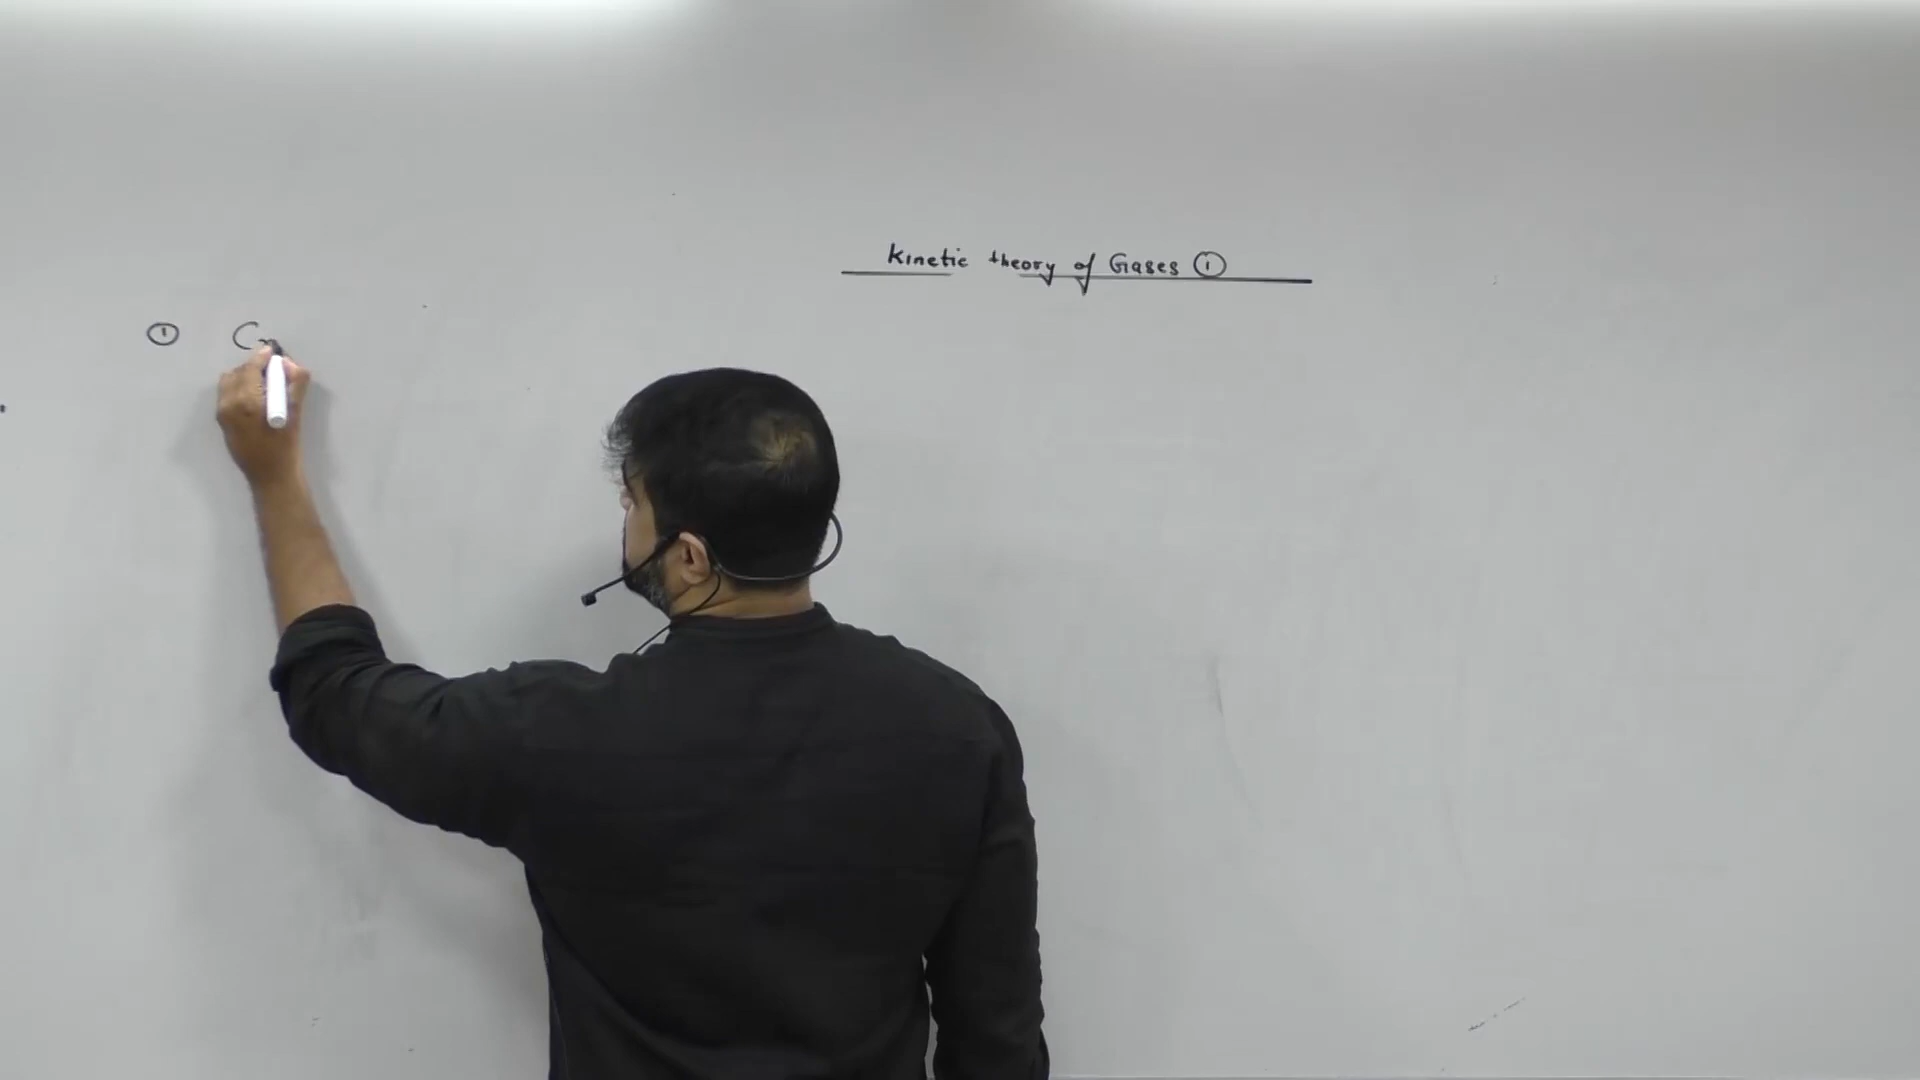 Kinetic theory of Gases ①
①